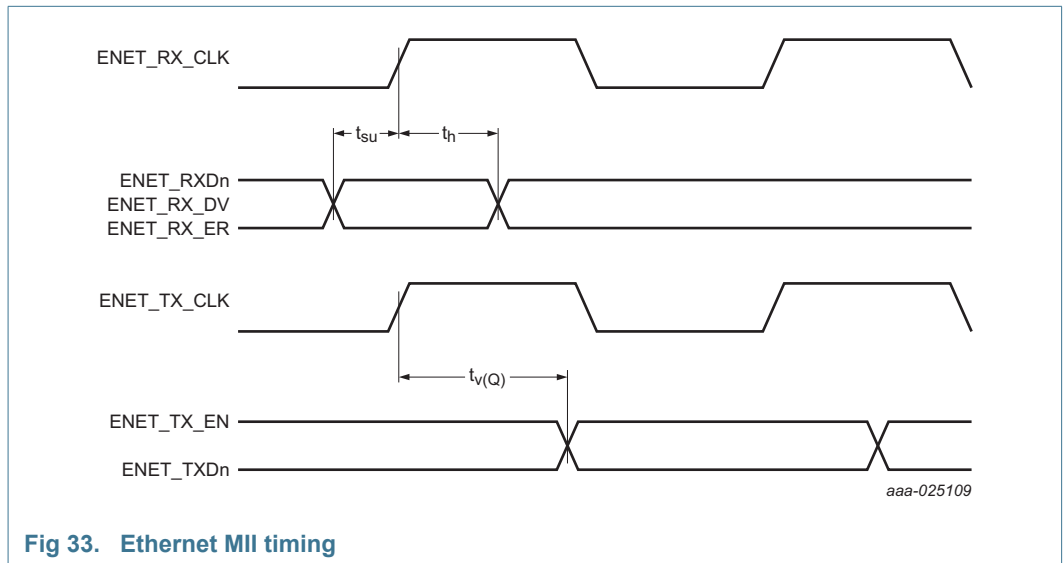 ENET_RX_CLK
tsu
th
ENET_RXDn
ENET_RX_DV
ENET_RX_ER
ENET_TX_CLK
tv(Q)
ENET_TX_EN
ENET_TXDn
aaa-025109
Fig 33. Ethernet MII timing